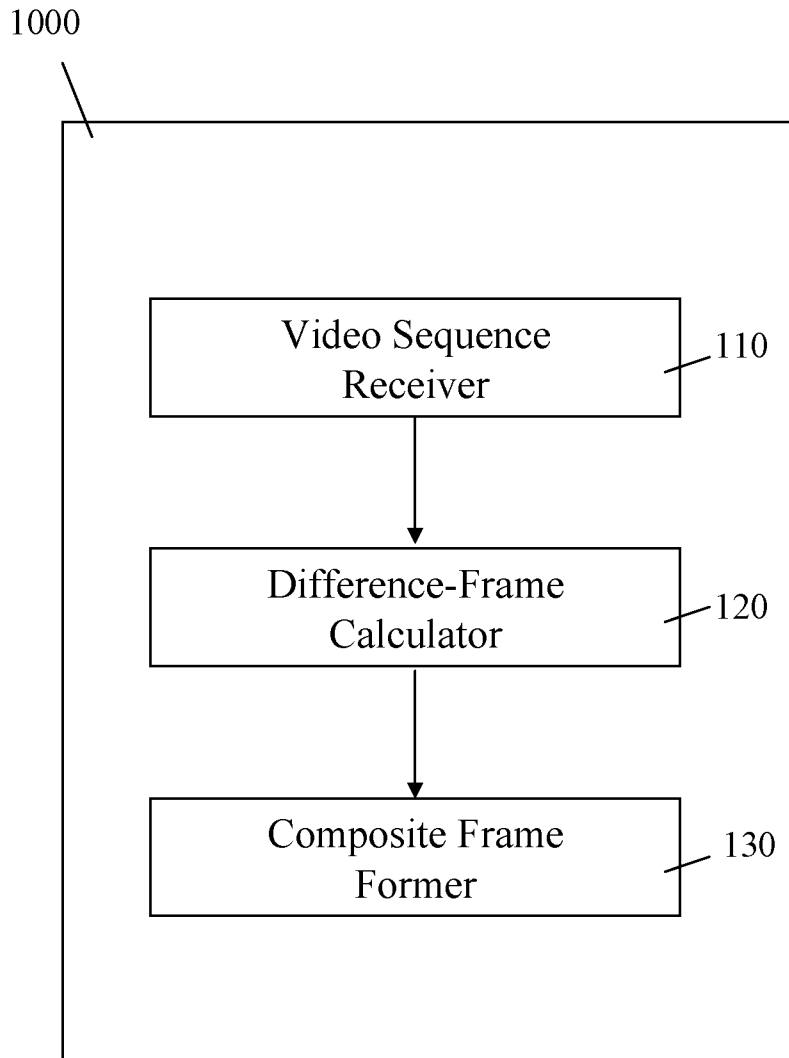 1000
Video Sequence
Receiver
110
Difference-Frame
Calculator
120
Composite Frame
Former
130